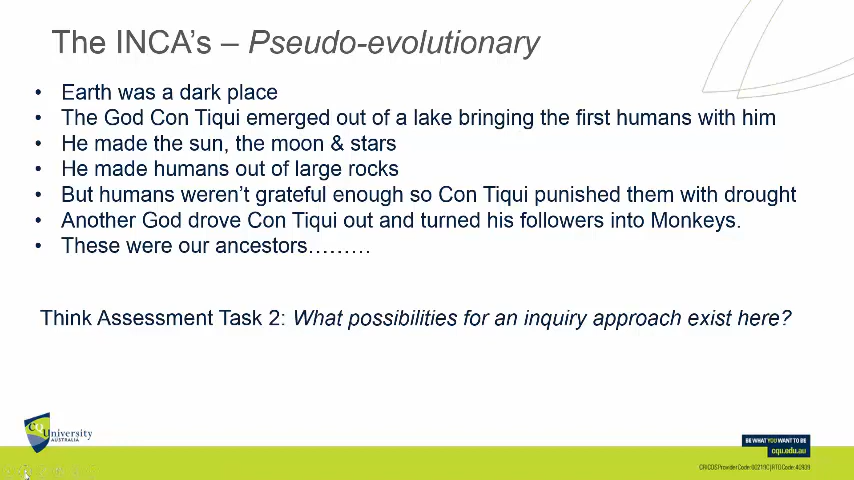 The INCA's – Pseudo-evolutionary
• Earth was a dark place
• The God Con Tiqui emerged out of a lake bringing the first humans with him
• He made the sun, the moon & stars
• He made humans out of large rocks
• But humans weren't grateful enough so Con Tiqui punished them with drought
• Another God drove Con Tiqui out and turned his followers into Monkeys.
• These were our ancestors………
Think Assessment Task 2: What possibilities for an inquiry approach exist here?
CQUniversity
AUSTRALIA
BE WHAT YOU WANT TO BE
cqu.edu.au